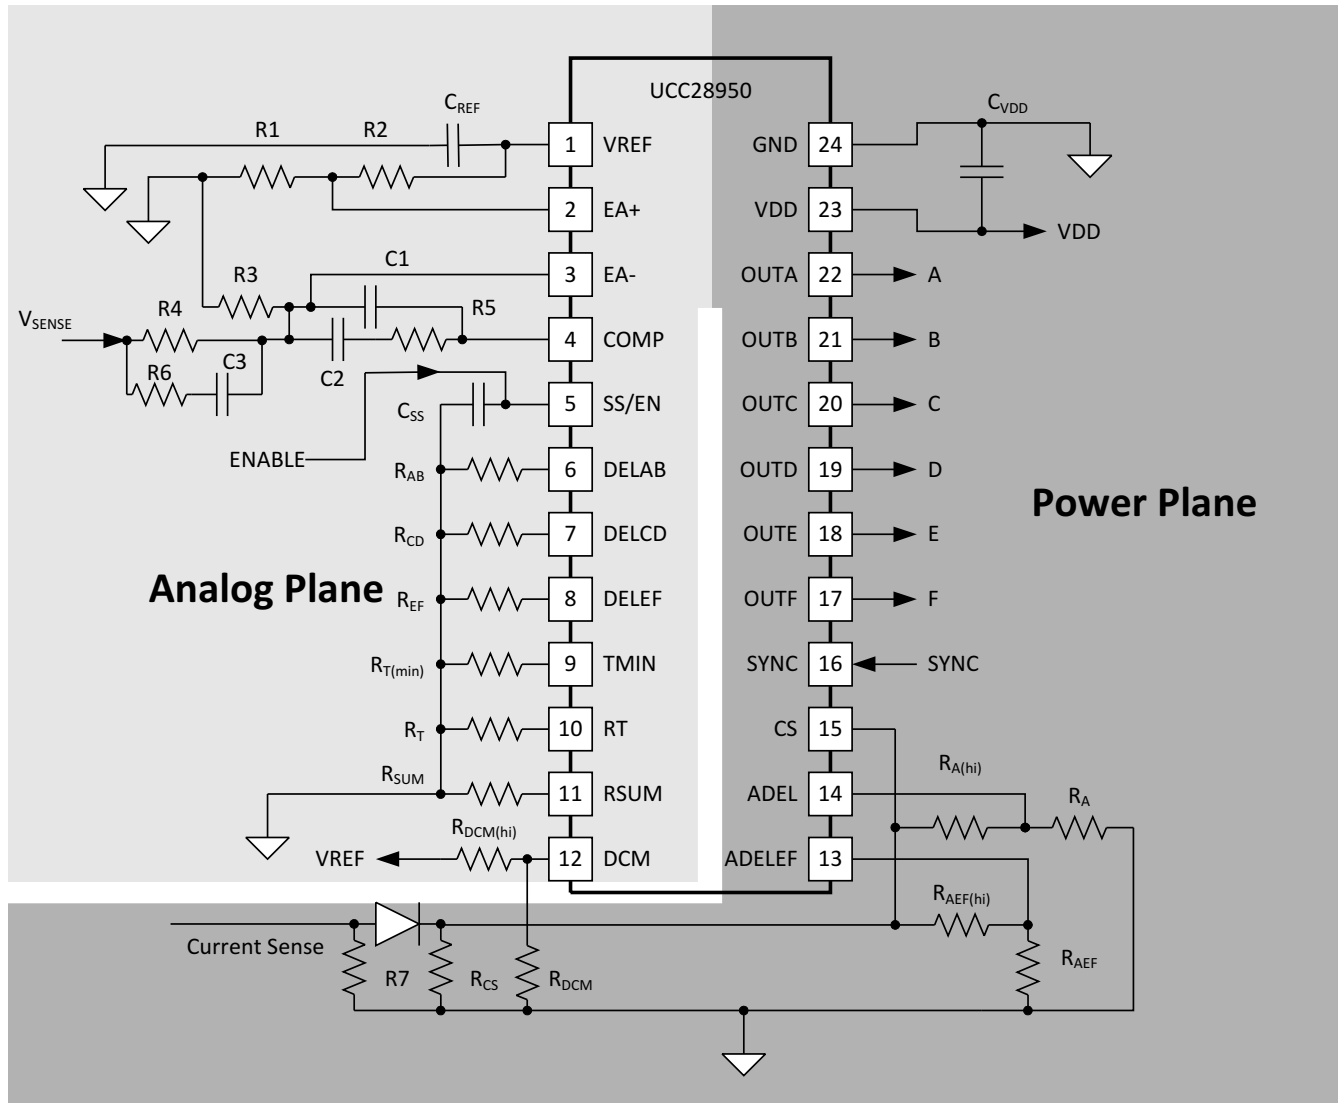 UCC28950
CREF
CVDD
R1
R2
1
VREF
GND
24
2
EA+
VDD
23
VDD
C1
3
EA-
OUTA
22
A
R3
R4
R5
VSENSE
4
COMP
OUTB
21
B
R6
C3
C2
CSS
5
SS/EN
OUTC
20
C
ENABLE
RAB
6
DELAB
OUTD
19
D
Power Plane
RCD
7
DELCD
OUTE
18
E
Analog Plane
REF
8
DELEF
OUTF
17
F
RT(min)
9
TMIN
SYNC
16
SYNC
RT
10
RT
CS
15
RA(hi)
RSUM
11
RSUM
ADEL
14
RA
RDCM(hi)
VREF
12
DCM
ADELEF
13
RAEF(hi)
Current Sense
R7
RCS
RDCM
RAEF